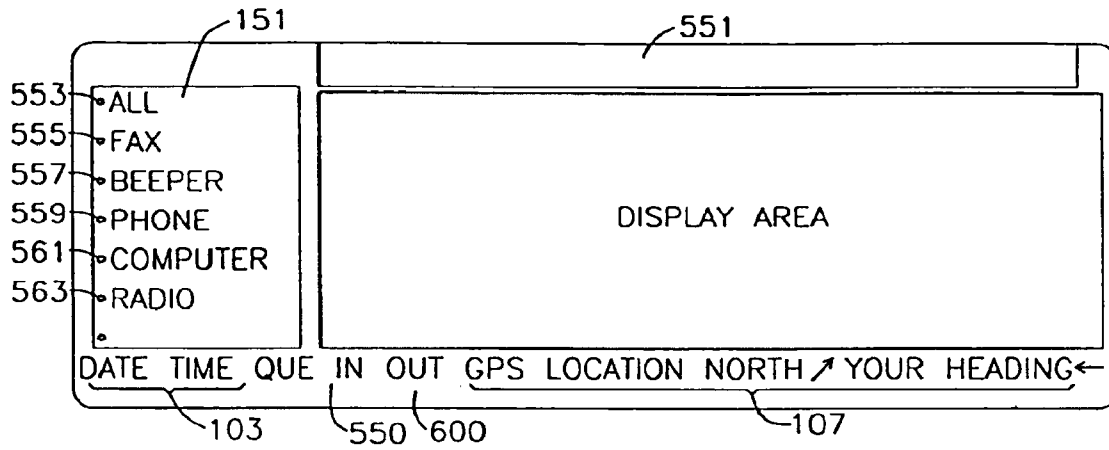 151
551
553 ALL
555 FAX
557 BEEPER
559 PHONE
561 COMPUTER
563 RADIO
DISPLAY AREA
DATE TIME QUE IN OUT GPS LOCATION NORTH ↗ YOUR HEADING ←
103 550 600 107